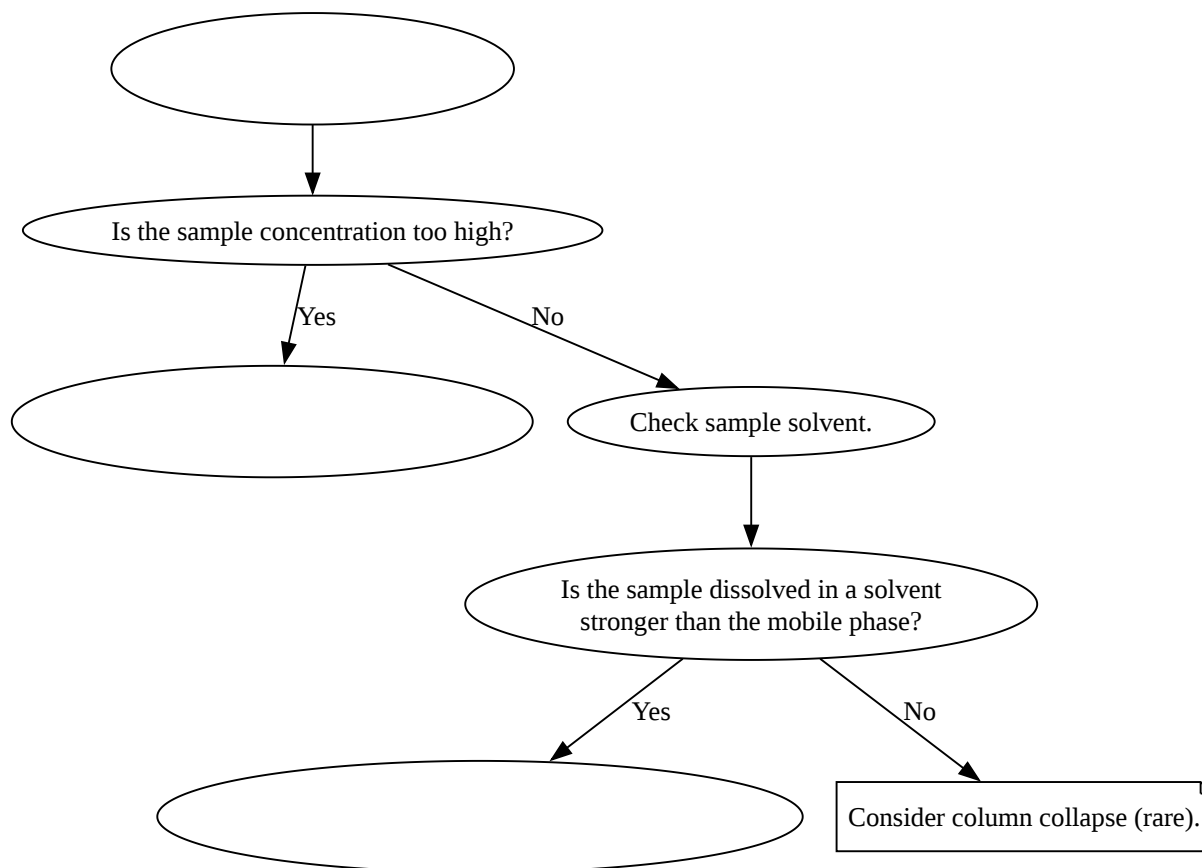 Is the sample concentration too high?
Yes
No
Check sample solvent.
Is the sample dissolved in a solvent
stronger than the mobile phase?
Yes
No
Consider column collapse (rare).